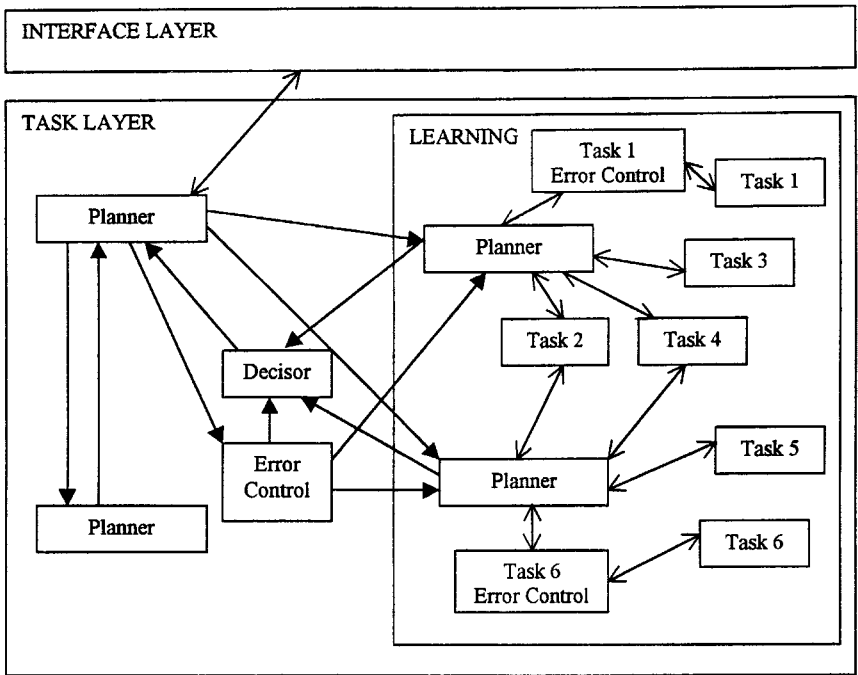 INTERFACE LAYER
TASK LAYER
LEARNING
Task 1
Error Control
Task 1
Planner
Planner
Task 3
Task 2
Task 4
Decisor
Error
Control
Planner
Task 5
Planner
Task 6
Task 6
Error Control